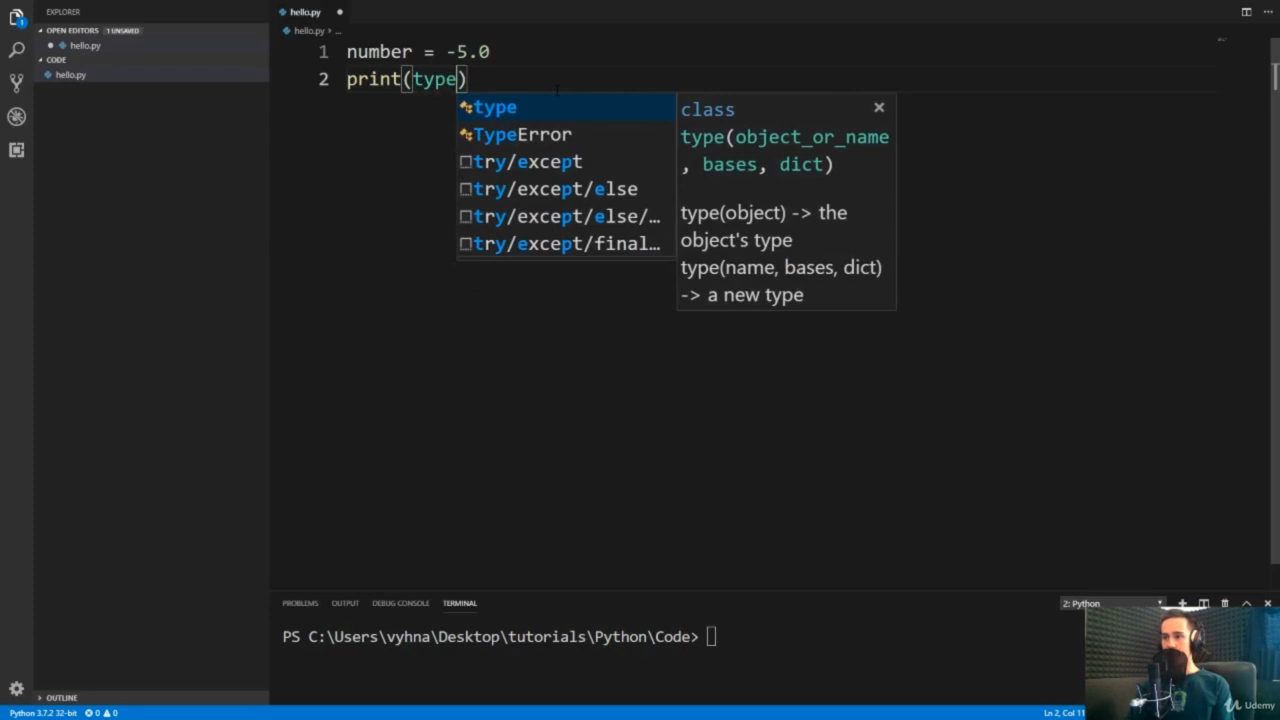 EXPLORER
OPEN EDITORS 1 UNSAVED
hello.py
CODE
hello.py
OUTLINE
hello.py
hello.py > ...
1 number = -5.0
2 print(type)
type
TypeError
try/except
try/except/else
try/except/else/…
try/except/final…
class
type(object_or_name
, bases, dict)
type(object) -> the
object's type
type(name, bases, dict)
-> a new type
PROBLEMS OUTPUT DEBUG CONSOLE TERMINAL 2: Python
PS C:\Users\vyhna\Desktop\tutorials\Python\Code>
Python 3.7.2 32-bit 0 0 Ln 2, Col 11
1
Udemy